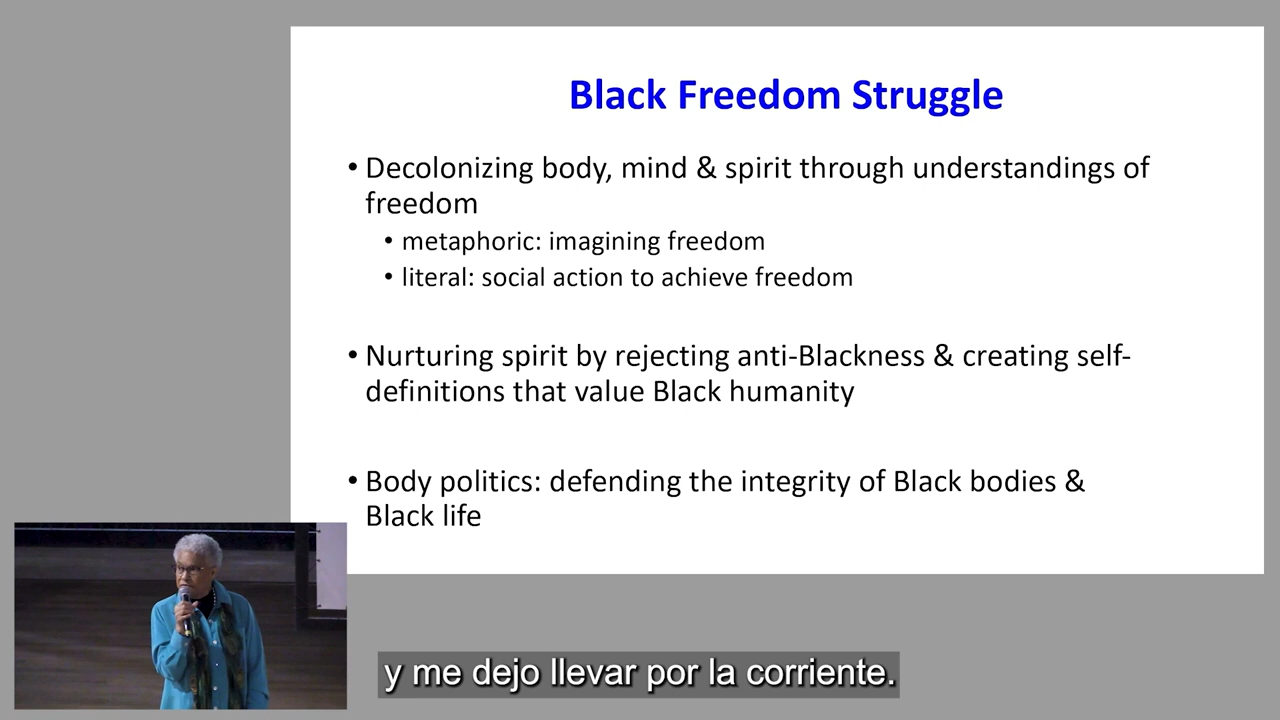 Black Freedom Struggle
• Decolonizing body, mind & spirit through understandings of
freedom
• metaphoric: imagining freedom
• literal: social action to achieve freedom
• Nurturing spirit by rejecting anti-Blackness & creating self-
definitions that value Black humanity
• Body politics: defending the integrity of Black bodies &
Black life
y me dejo llevar por la corriente.